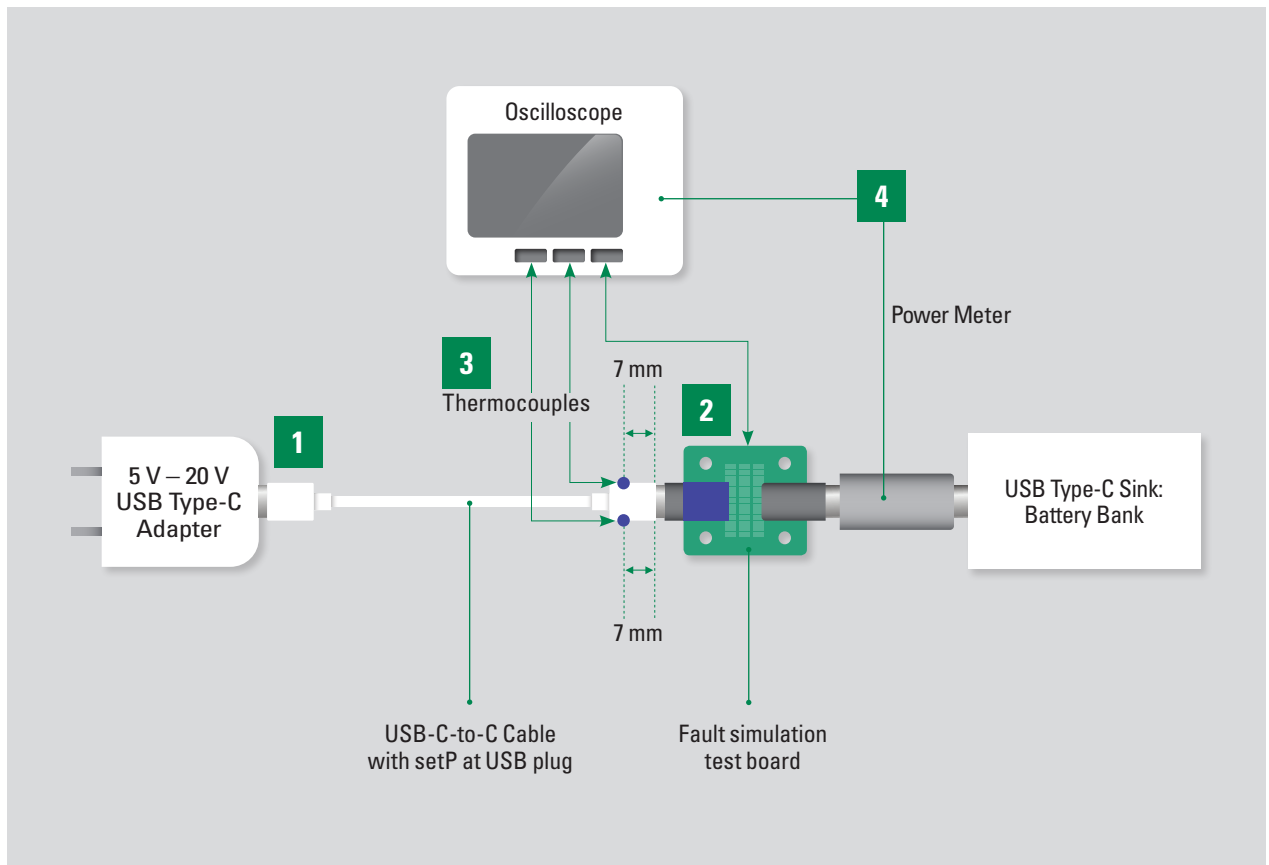 Oscilloscope
4
Power Meter
3
Thermocouples
7 mm
2
1
5 V – 20 V
USB Type-C
Adapter
USB Type-C Sink:
Battery Bank
7 mm
USB-C-to-C Cable
with setP at USB plug
Fault simulation
test board